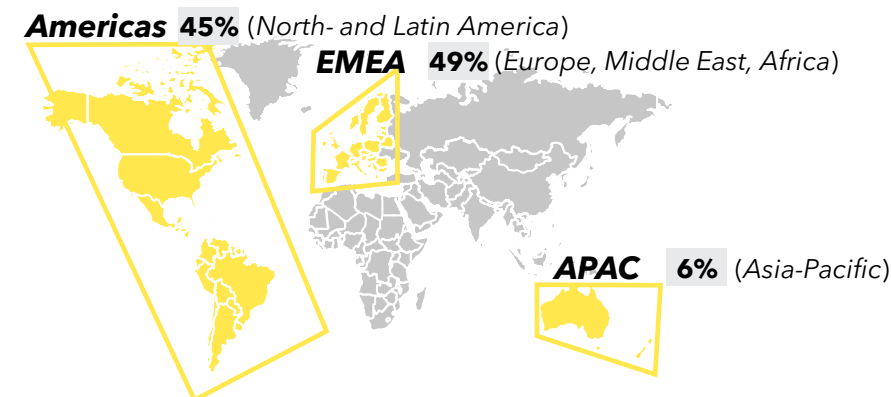 Americas 45% (North- and Latin America)
EMEA 49% (Europe, Middle East, Africa)
APAC 6% (Asia-Pacific)